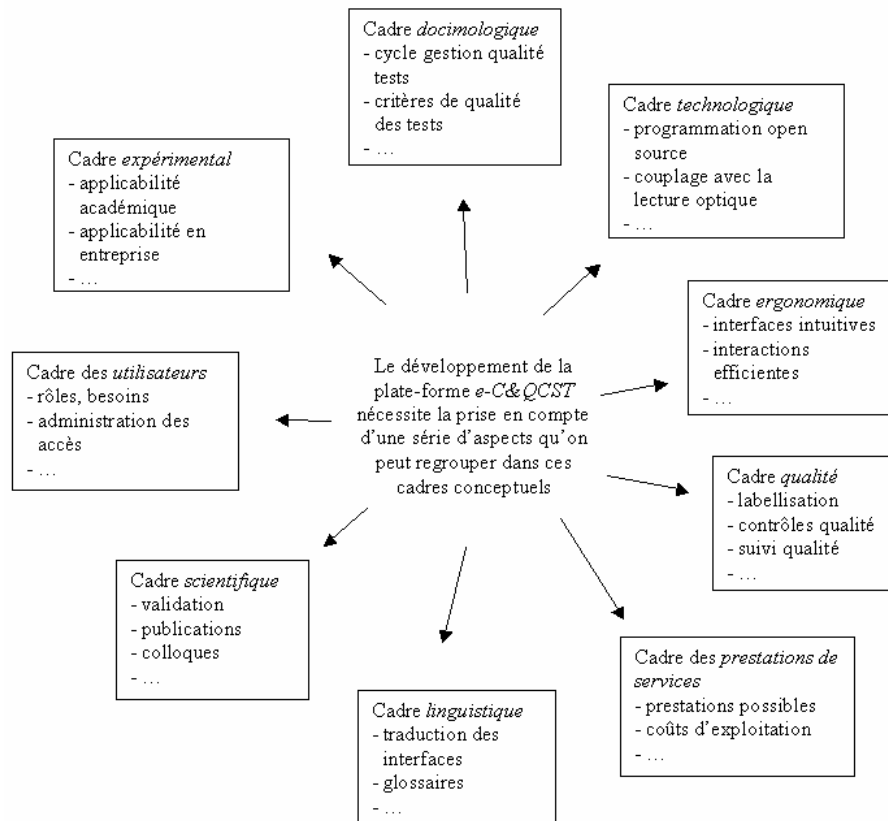 Cadre docimologique
- cycle gestion qualité
tests
- critères de qualité
des tests
- ...
Cadre technologique
- programmation open
source
- couplage avec la
lecture optique
- ...
Cadre expérimental
- applicabilité
académique
- applicabilité en
entreprise
- ...
Cadre ergonomique
- interfaces intuitives
- interactions
efficientes
- ...
Cadre des utilisateurs
- rôles, besoins
- administration des
accès
- ...
Le développement de la
plate-forme e-C&QCST
nécessite la prise en compte
d'une série d'aspects qu'on
peut regrouper dans ces
cadres conceptuels
Cadre qualité
- labellisation
- contrôles qualité
- suivi qualité
- ...
Cadre scientifique
- validation
- publications
- colloques
- ...
Cadre des prestations de
services
- prestations possibles
- coûts d'exploitation
- ...
Cadre linguistique
- traduction des
interfaces
- glossaires
- ...